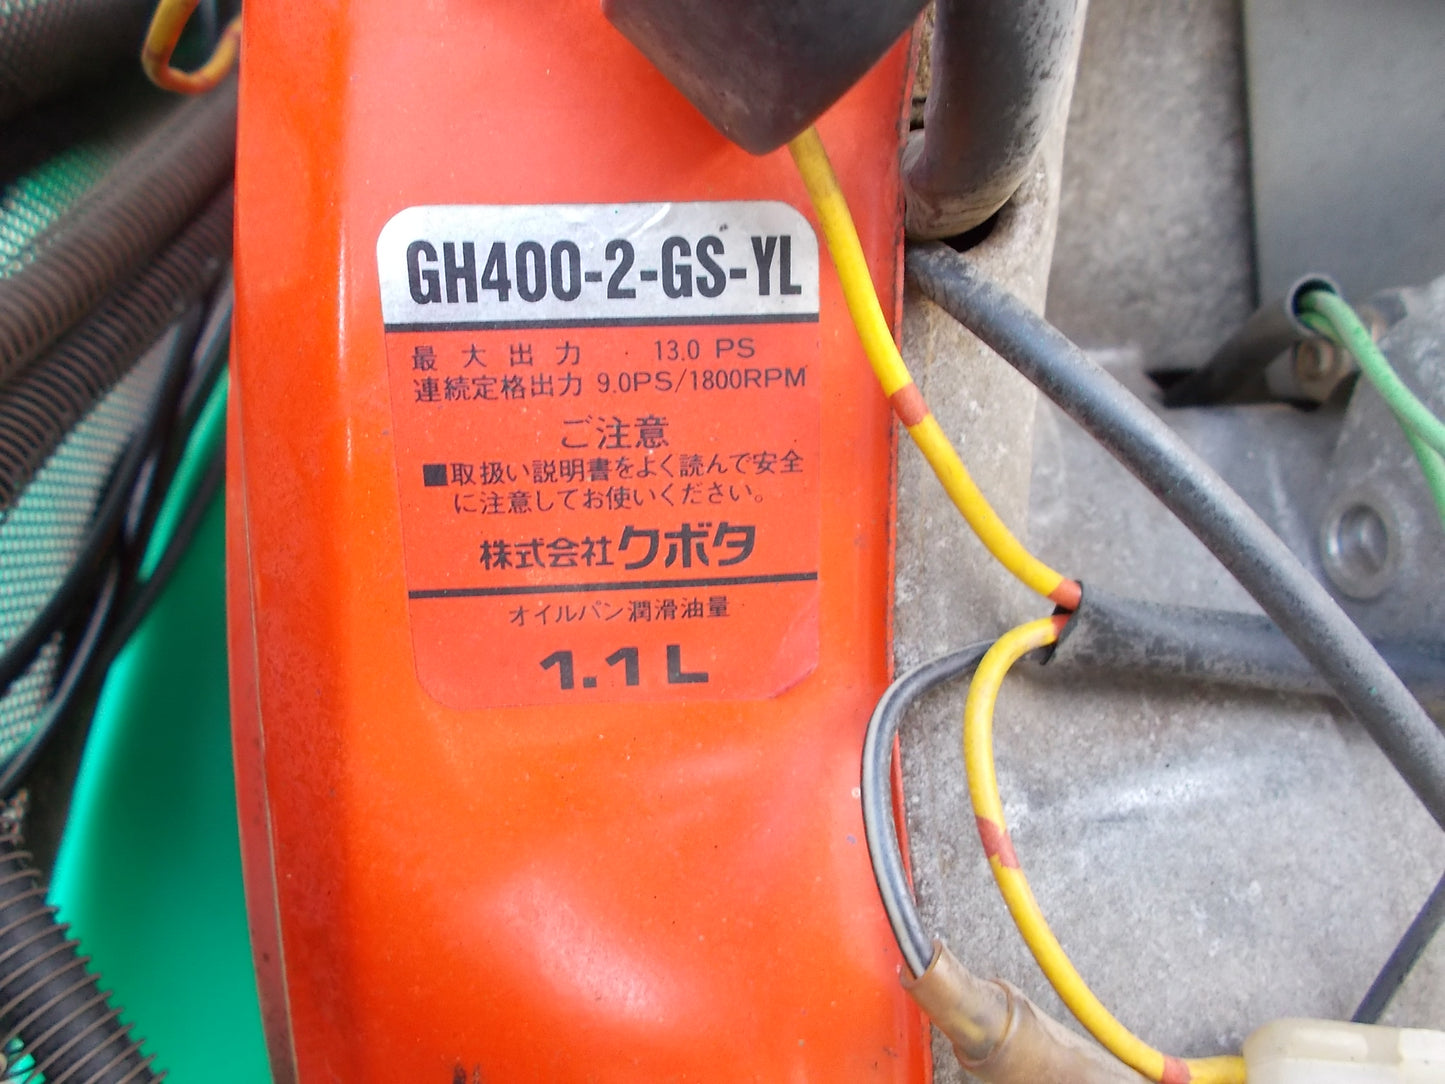 GH400-2-GS-YL
最大出力 13.0 PS
連続定格出力 9.0PS/1800RPM
ご注意
■取扱い説明書をよく読んで安全
に注意してお使いください。
株式会社クボタ
オイルパン潤滑油量
1.1L